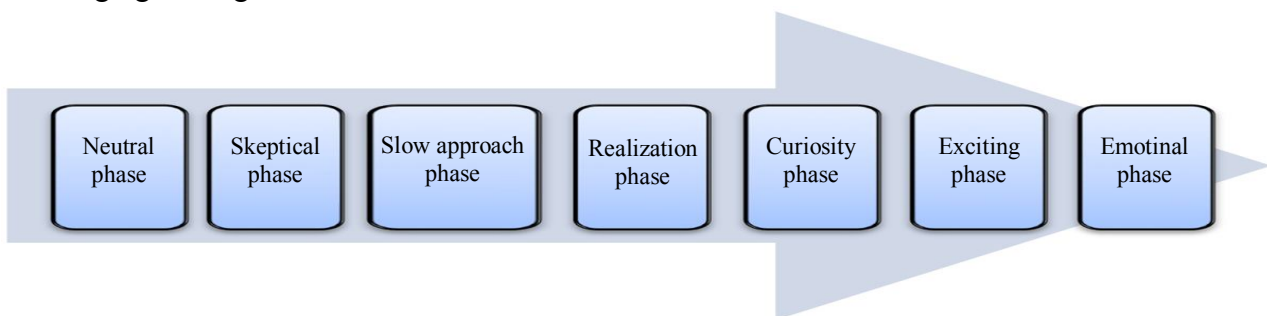 Neutral
phase
Skeptical
phase
Slow approach
phase
Realization
phase
Curiosity
phase
Exciting
phase
Emotinal
phase